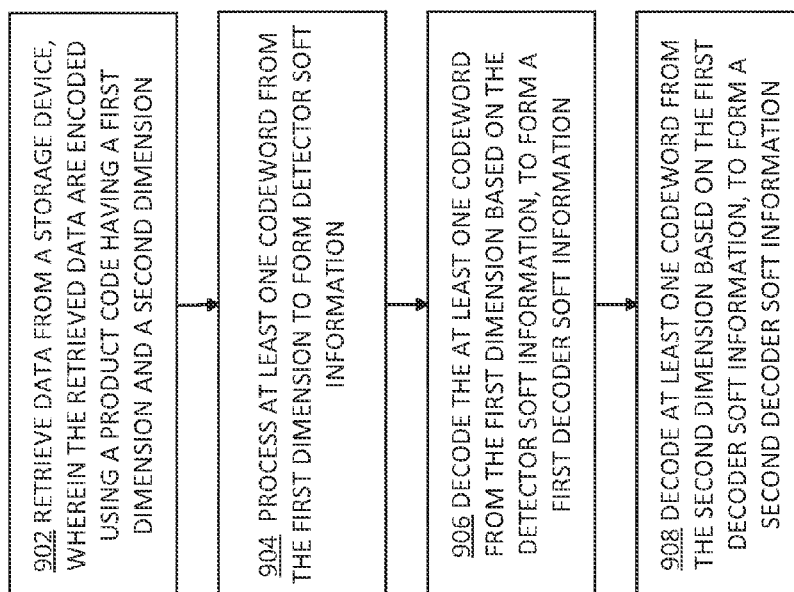 902 RETRIEVE DATA FROM A STORAGE DEVICE,
WHEREIN THE RETRIEVED DATA ARE ENCODED
USING A PRODUCT CODE HAVING A FIRST
DIMENSION AND A SECOND DIMENSION
904 PROCESS AT LEAST ONE CODEWORD FROM
THE FIRST DIMENSION TO FORM DETECTOR SOFT
INFORMATION
906 DECODE THE AT LEAST ONE CODEWORD
FROM THE FIRST DIMENSION BASED ON THE
DETECTOR SOFT INFORMATION, TO FORM A
FIRST DECODER SOFT INFORMATION
908 DECODE AT LEAST ONE CODEWORD FROM
THE SECOND DIMENSION BASED ON THE FIRST
DECODER SOFT INFORMATION, TO FORM A
SECOND DECODER SOFT INFORMATION